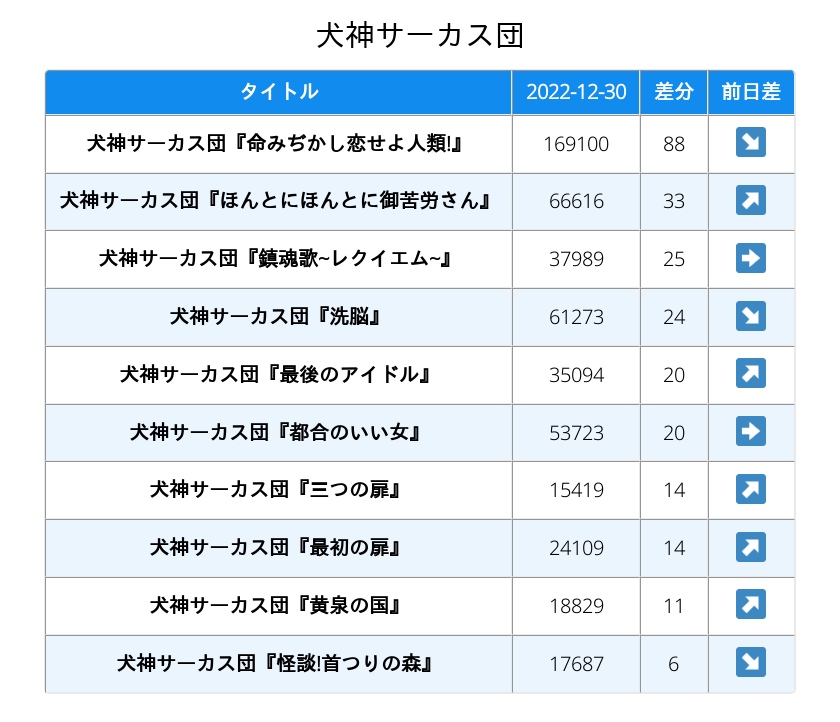 犬神サーカス団
タイトル 2022-12-30 差分 前日差
犬神サーカス団『命みぢかし恋せよ人類!』 169100 88 ↘
犬神サーカス団『ほんとにほんとに御苦労さん』 66616 33 ↗
犬神サーカス団『鎮魂歌~レクイエム~』 37989 25 ➡
犬神サーカス団『洗脳』 61273 24 ↘
犬神サーカス団『最後のアイドル』 35094 20 ↗
犬神サーカス団『都合のいい女』 53723 20 ➡
犬神サーカス団『三つの扉』 15419 14 ↗
犬神サーカス団『最初の扉』 24109 14 ↗
犬神サーカス団『黄泉の国』 18829 11 ↗
犬神サーカス団『怪談!首つりの森』 17687 6 ↘